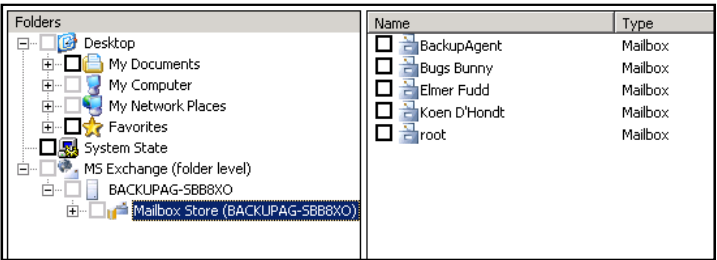 Folders
Desktop
My Documents
My Computer
My Network Places
Favorites
System State
MS Exchange (folder level)
BACKUPAG-SBB8XO
Mailbox Store (BACKUPAG-SBB8XO)
Name Type
BackupAgent Mailbox
Bugs Bunny Mailbox
Elmer Fudd Mailbox
Koen D'Hondt Mailbox
root Mailbox